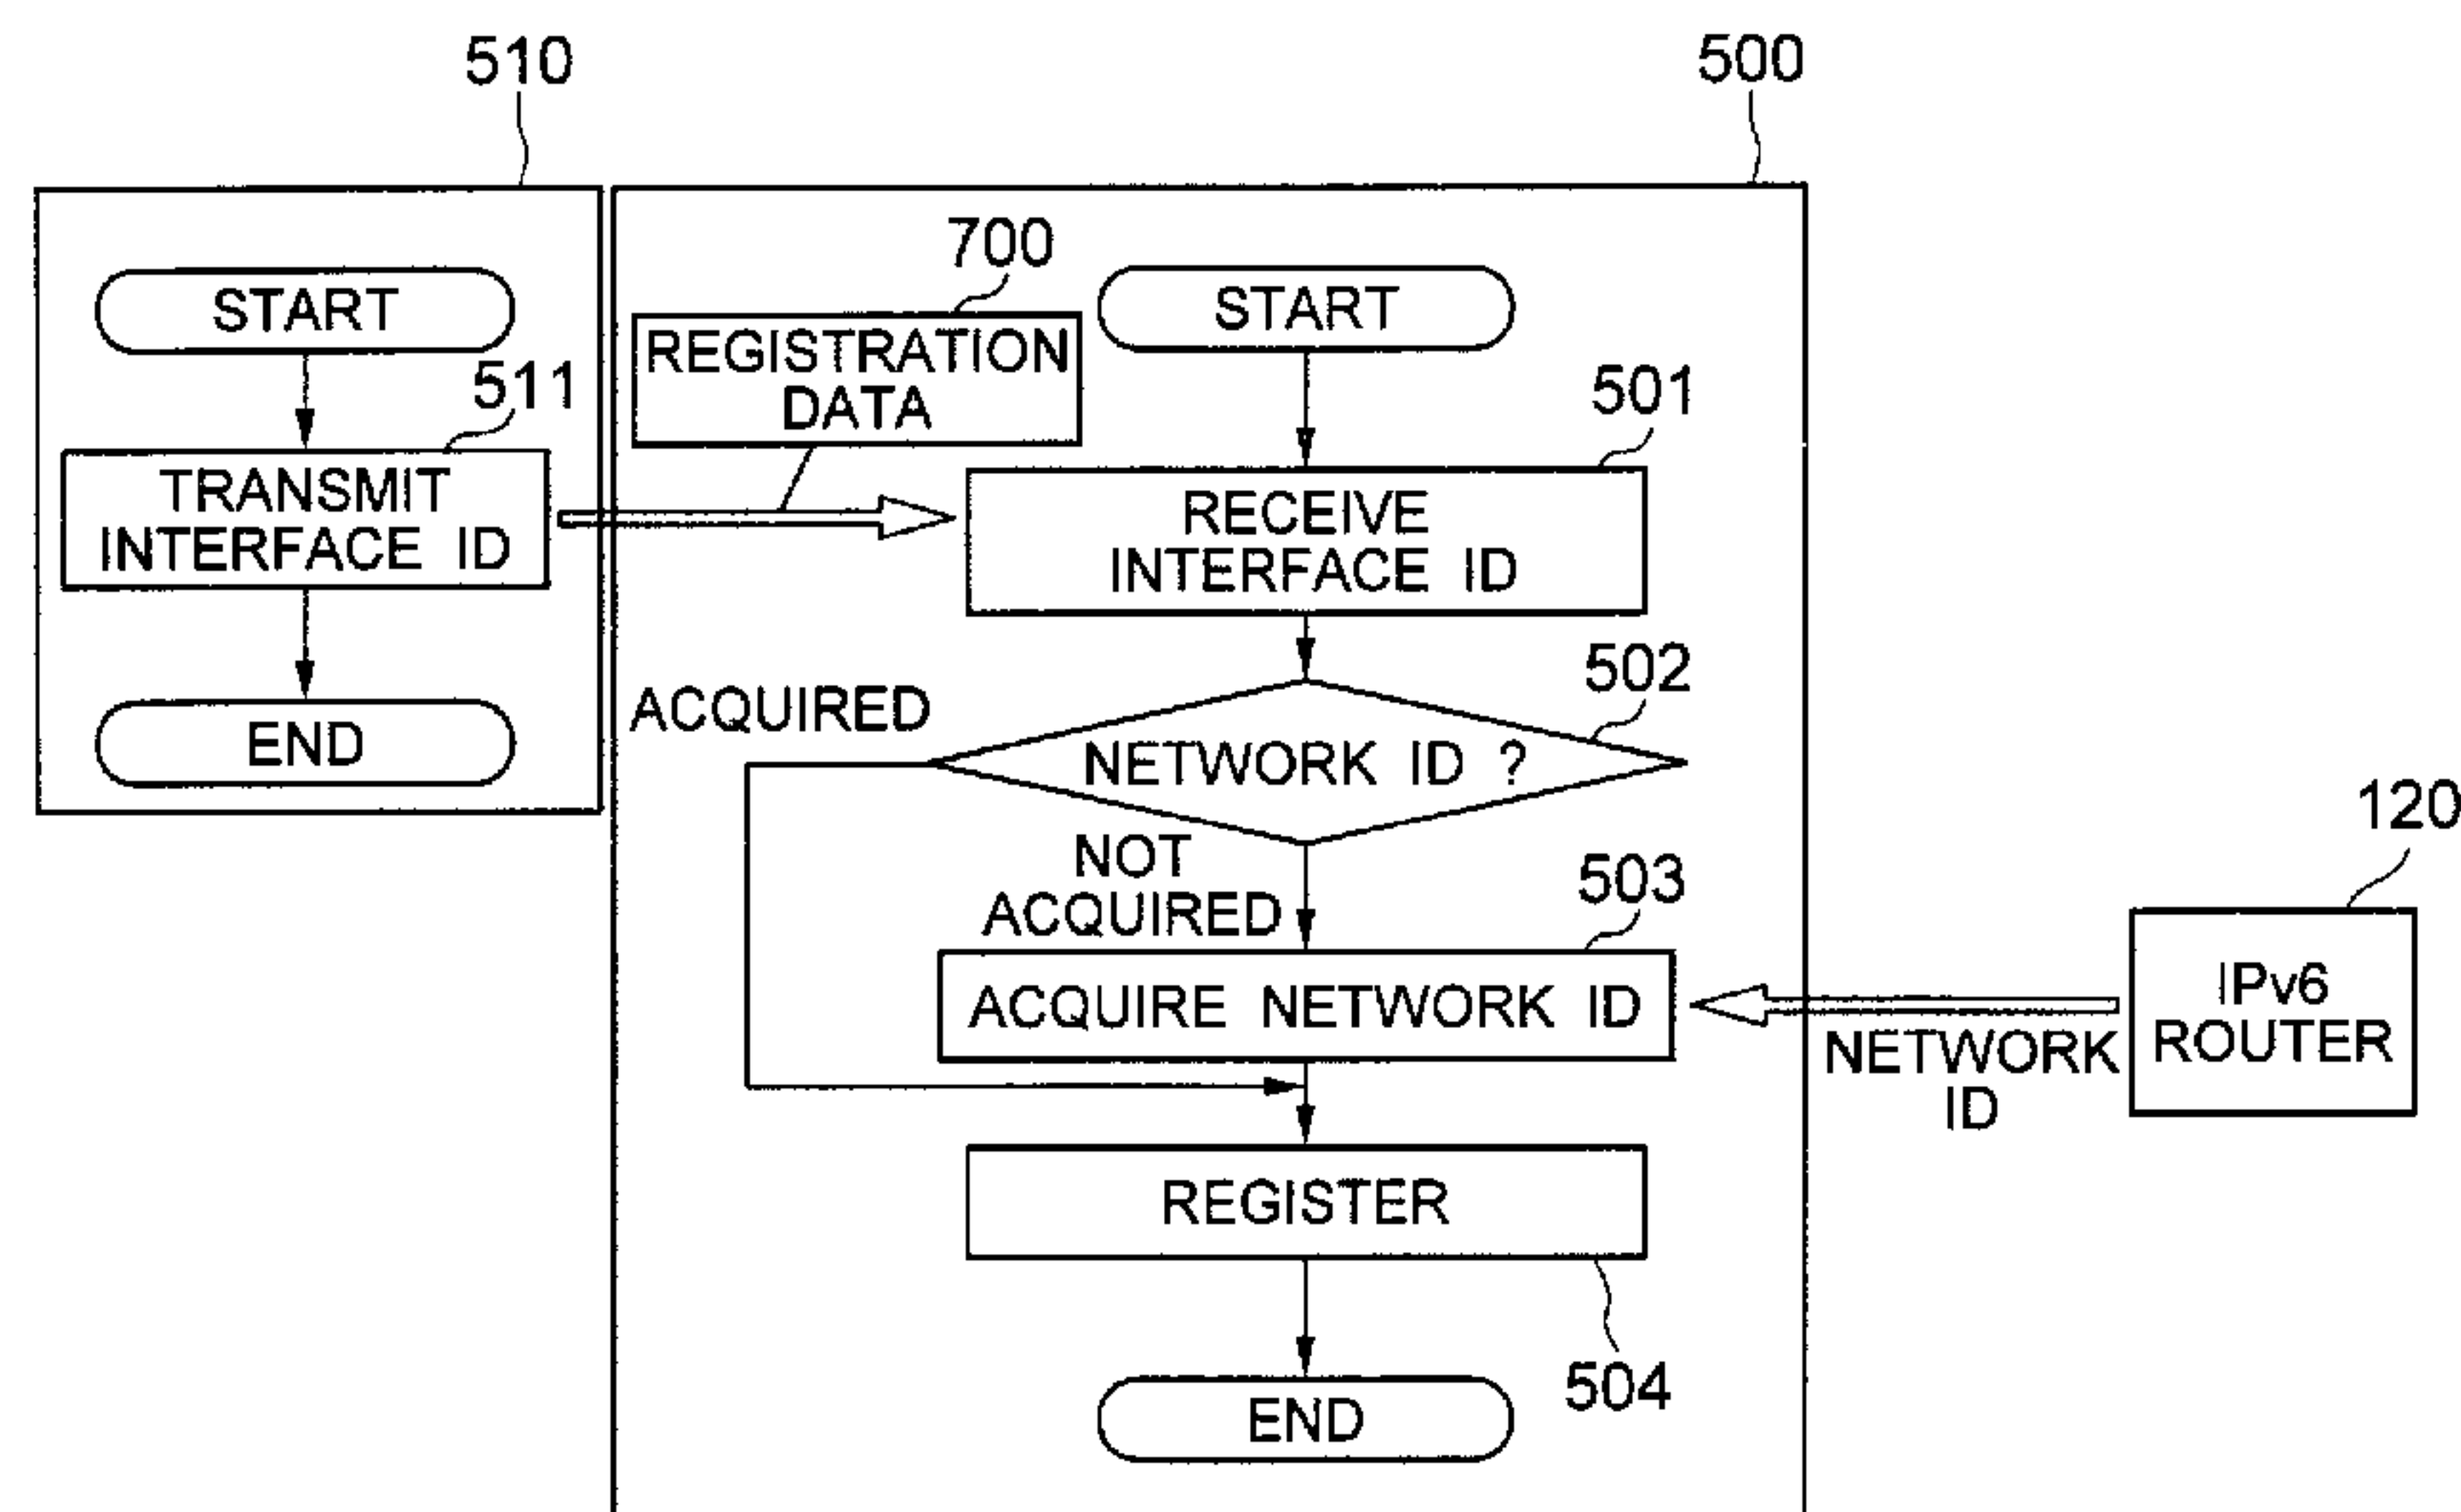 510
500
700
START
START
REGISTRATION
DATA
511
501
TRANSMIT
INTERFACE ID
RECEIVE
INTERFACE ID
502
ACQUIRED
END
NETWORK ID ?
120
NOT
ACQUIRED
503
IPv6
ROUTER
ACQUIRE NETWORK ID
NETWORK
ID
REGISTER
504
END